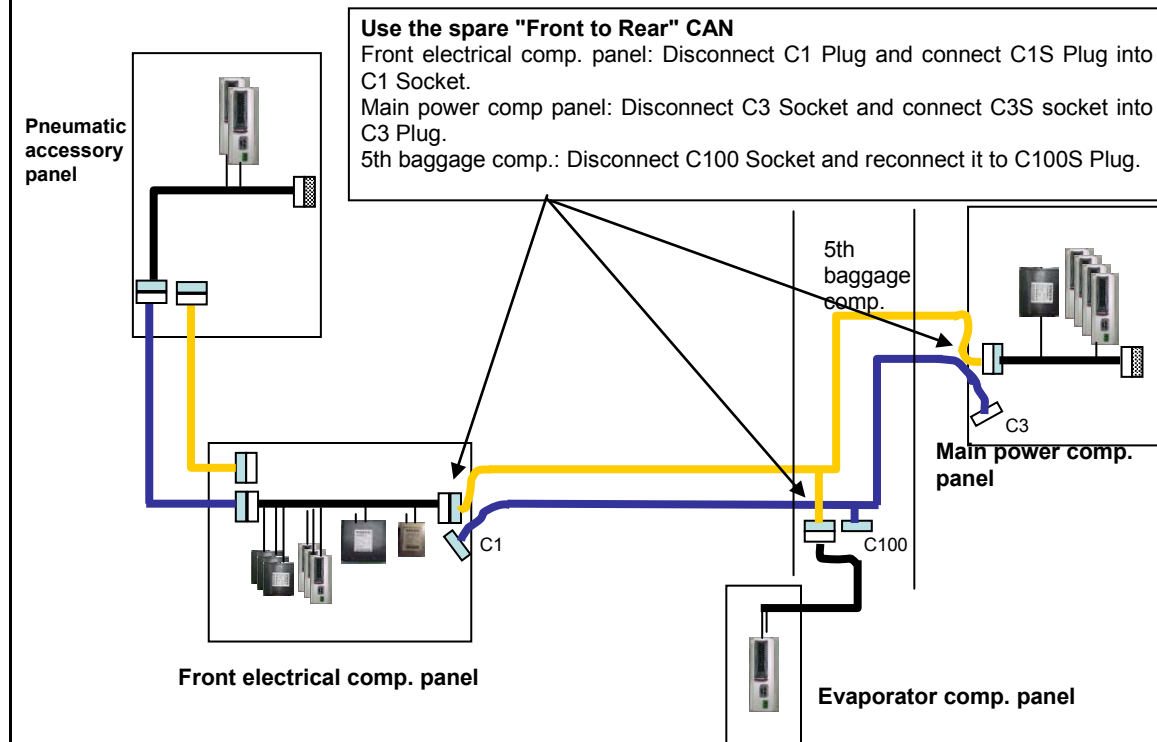 Use the spare "Front to Rear" CAN
Front electrical comp. panel: Disconnect C1 Plug and connect C1S Plug into
C1 Socket.
Main power comp panel: Disconnect C3 Socket and connect C3S socket into
C3 Plug.
5th baggage comp.: Disconnect C100 Socket and reconnect it to C100S Plug.
Pneumatic
accessory
panel
5th
baggage
comp.
C3
Main power comp.
panel
C1
C100
Front electrical comp. panel
Evaporator comp. panel